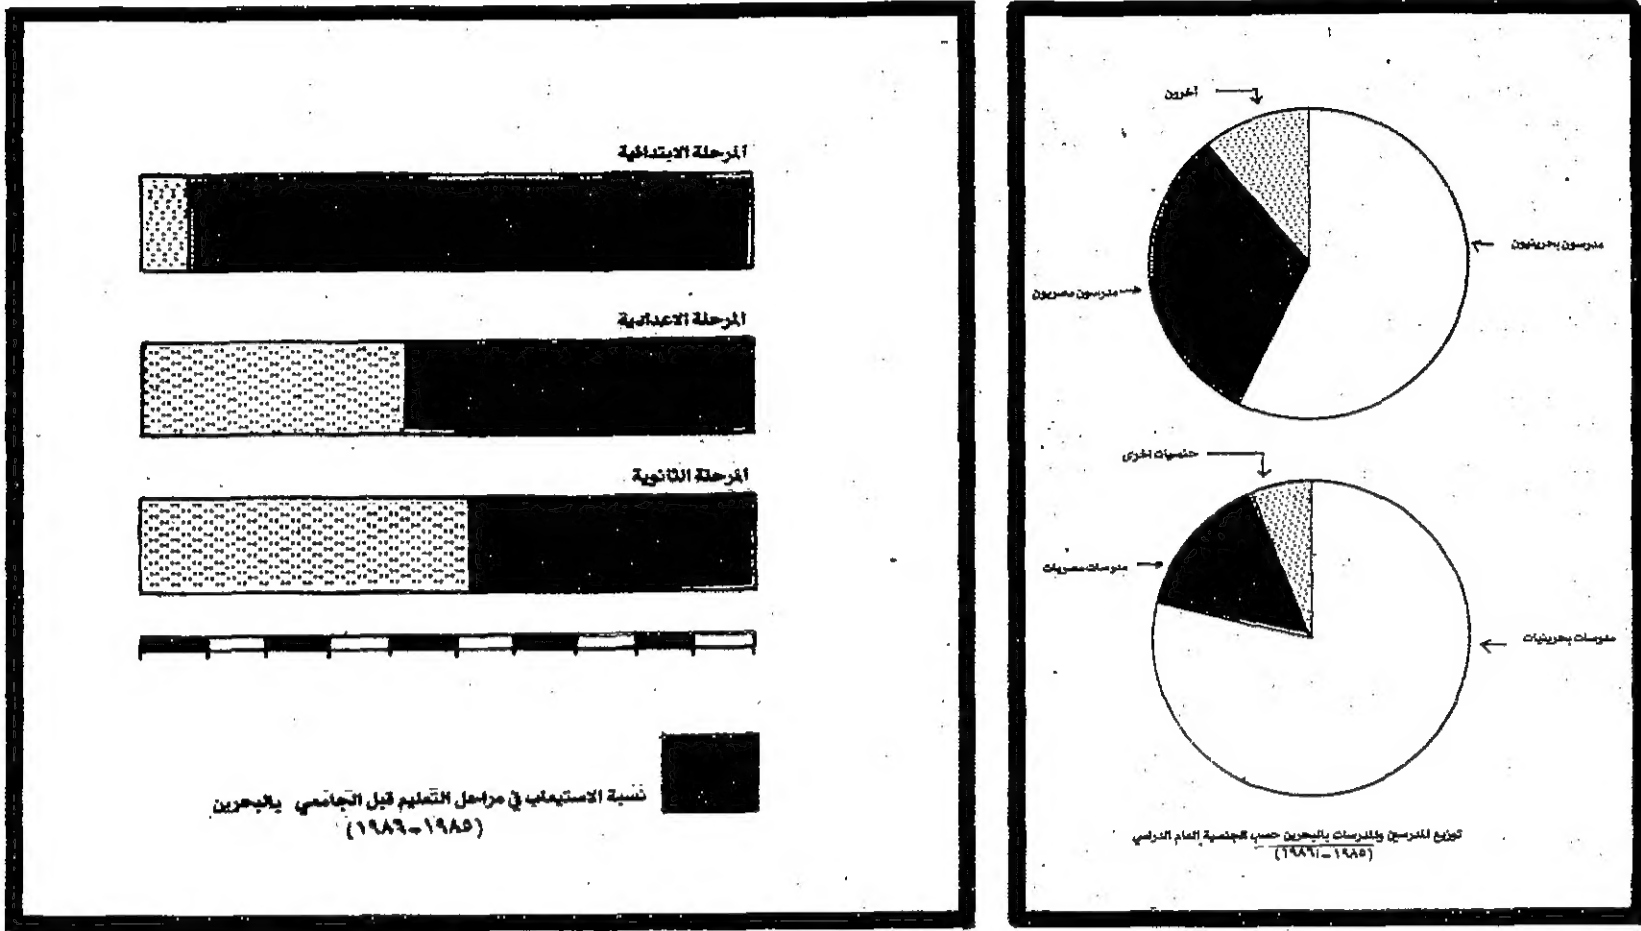 آخرون
مدرسون بحرينيون
مدرسون مصريون
جنسيات اخرى
مدرسات مصريات
مدرسات بحرينيات
توزيع المدرسين والمدرسات بالبحرين حسب الجنسية العام الدراسي
(١٩٨٥-١٩٨٦)
المرحلة الابتدائية
المرحلة الاعدادية
المرحلة الثانوية
نسبة الاستيعاب في مراحل التعليم قبل الجامعي بالبحرين
(١٩٨٥-١٩٨٦)